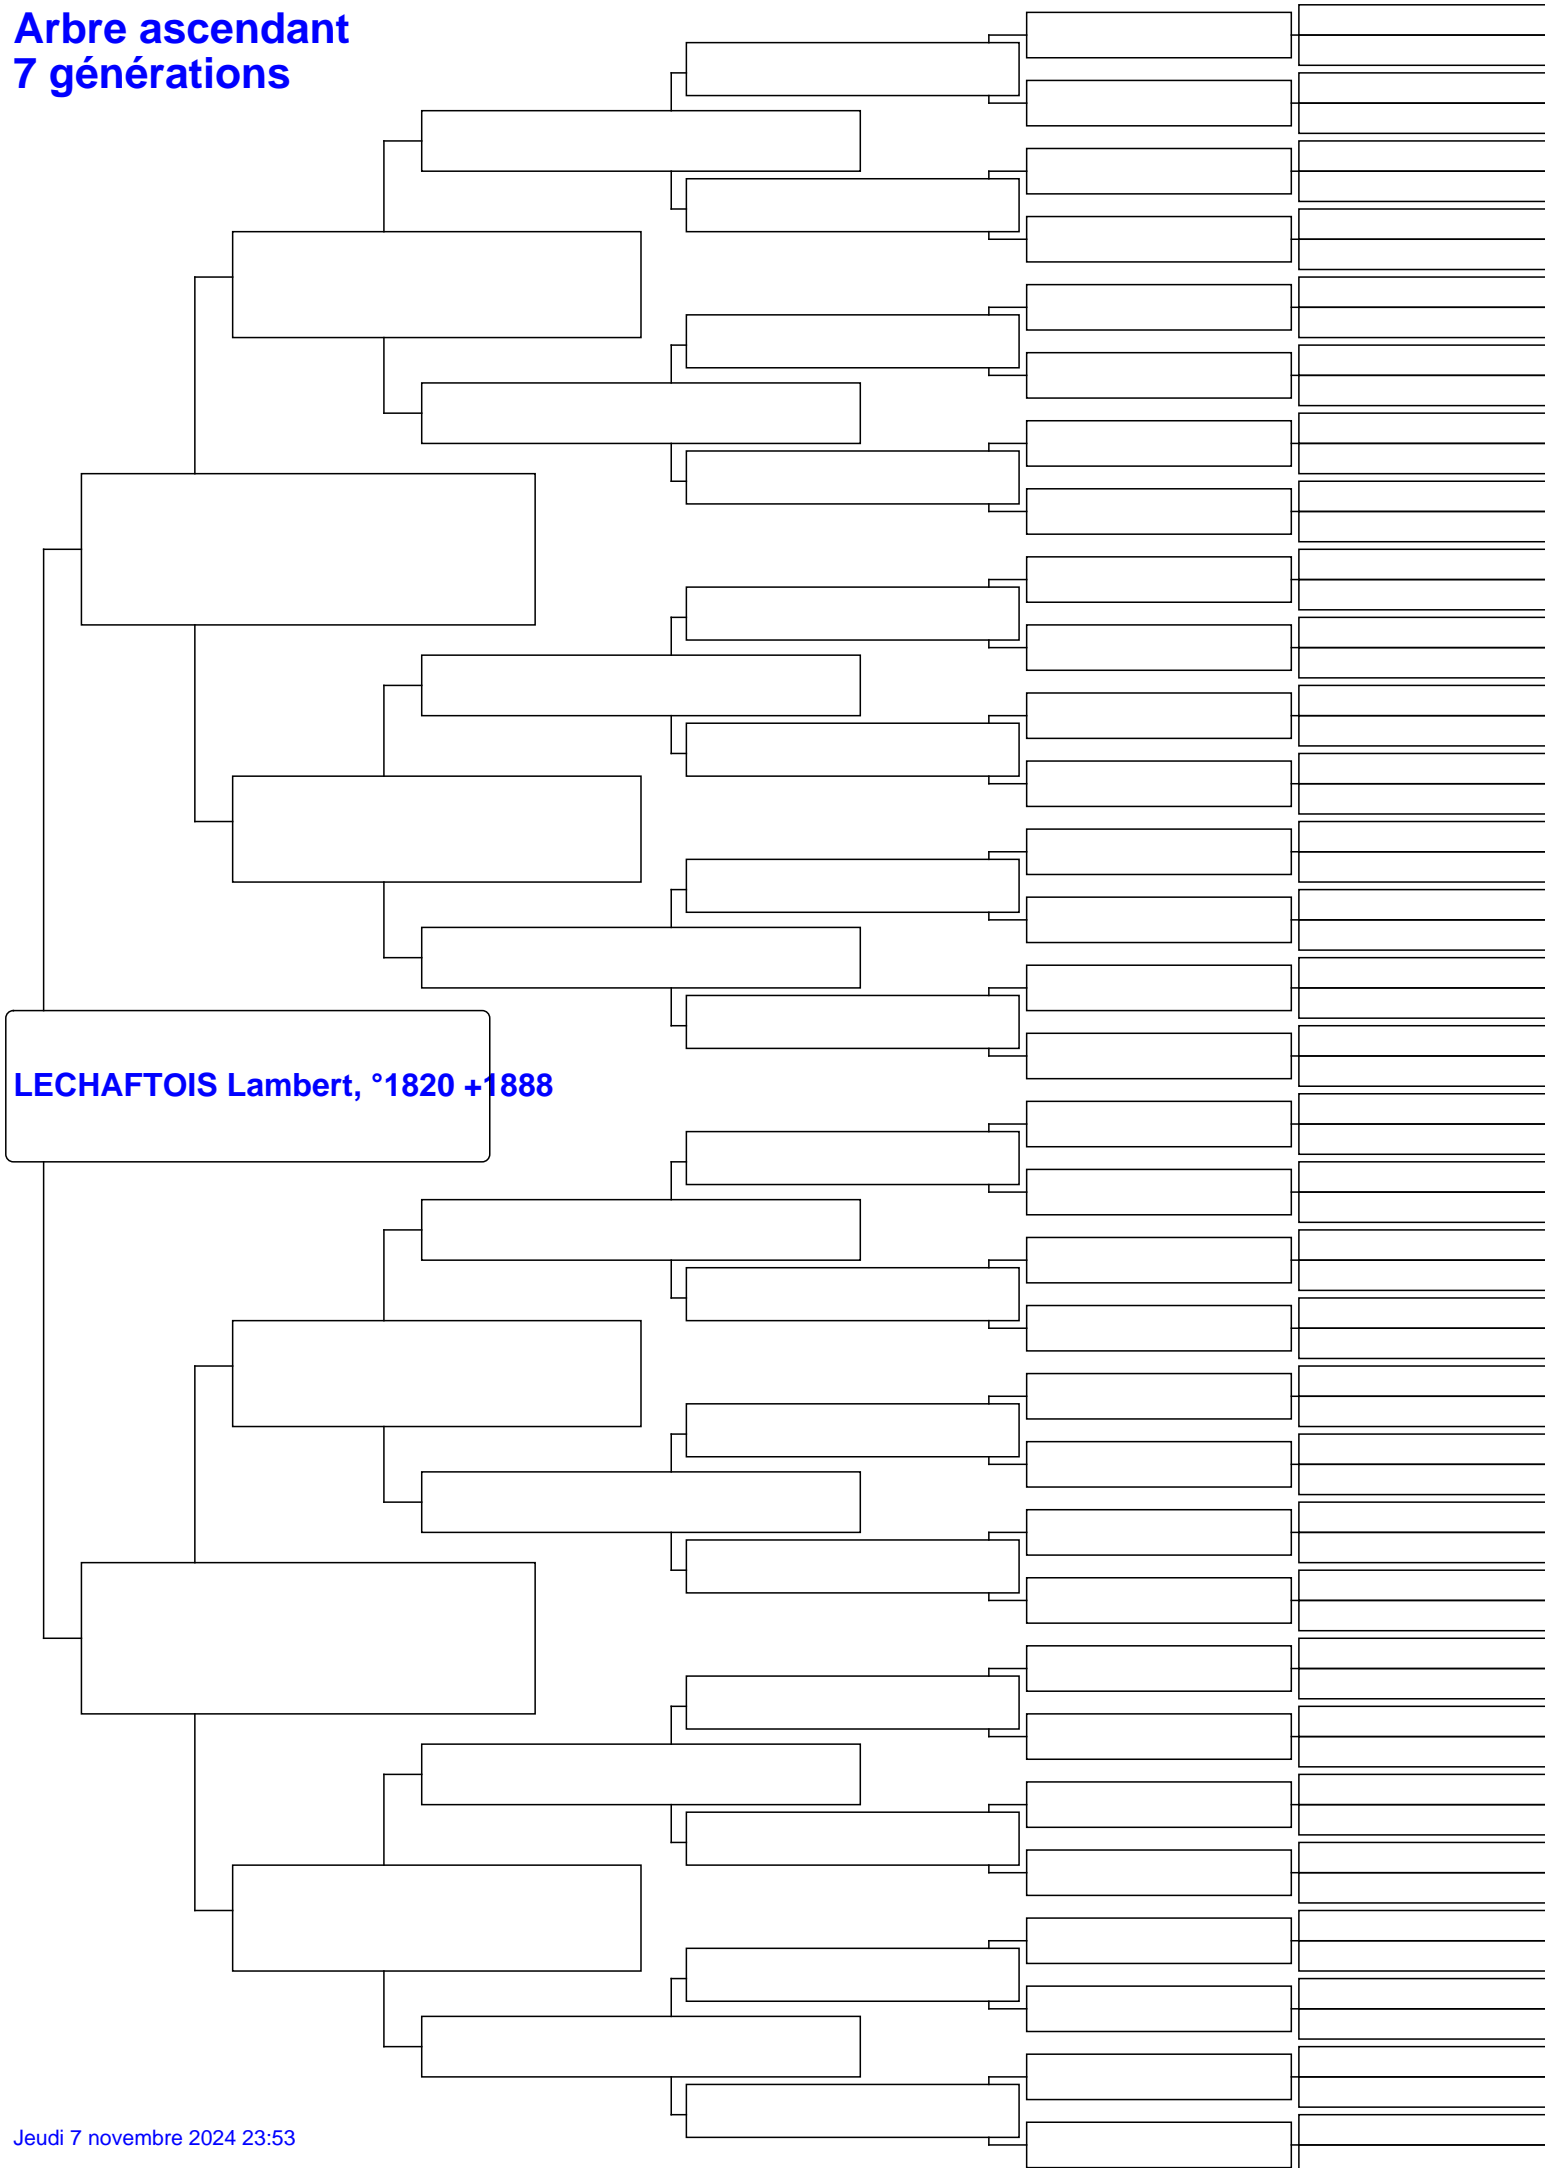 Arbre ascendant
7 générations
LECHAFTOIS Lambert, °1820 +1888
Jeudi 7 novembre 2024 23:53